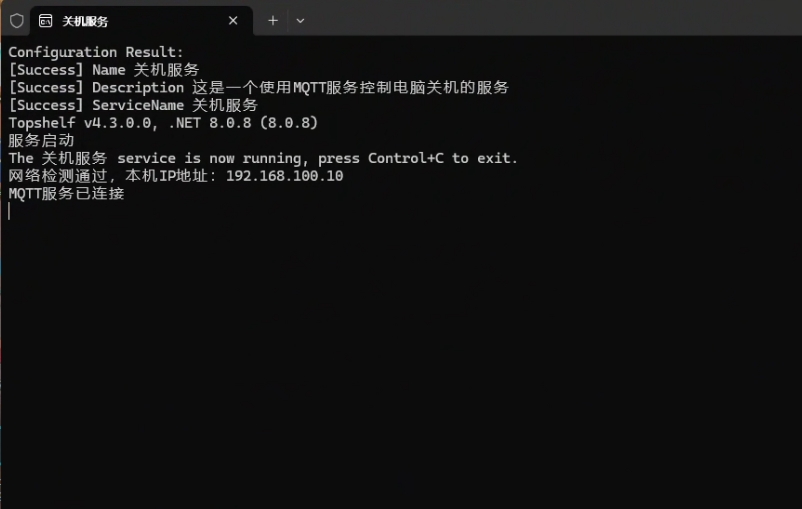 关机服务
Configuration Result:
[Success] Name 关机服务
[Success] Description 这是一个使用MQTT服务控制电脑关机的服务
[Success] ServiceName 关机服务
Topshelf v4.3.0.0, .NET 8.0.8 (8.0.8)
服务启动
The 关机服务 service is now running, press Control+C to exit.
网络检测通过，本机IP地址：192.168.100.10
MQTT服务已连接